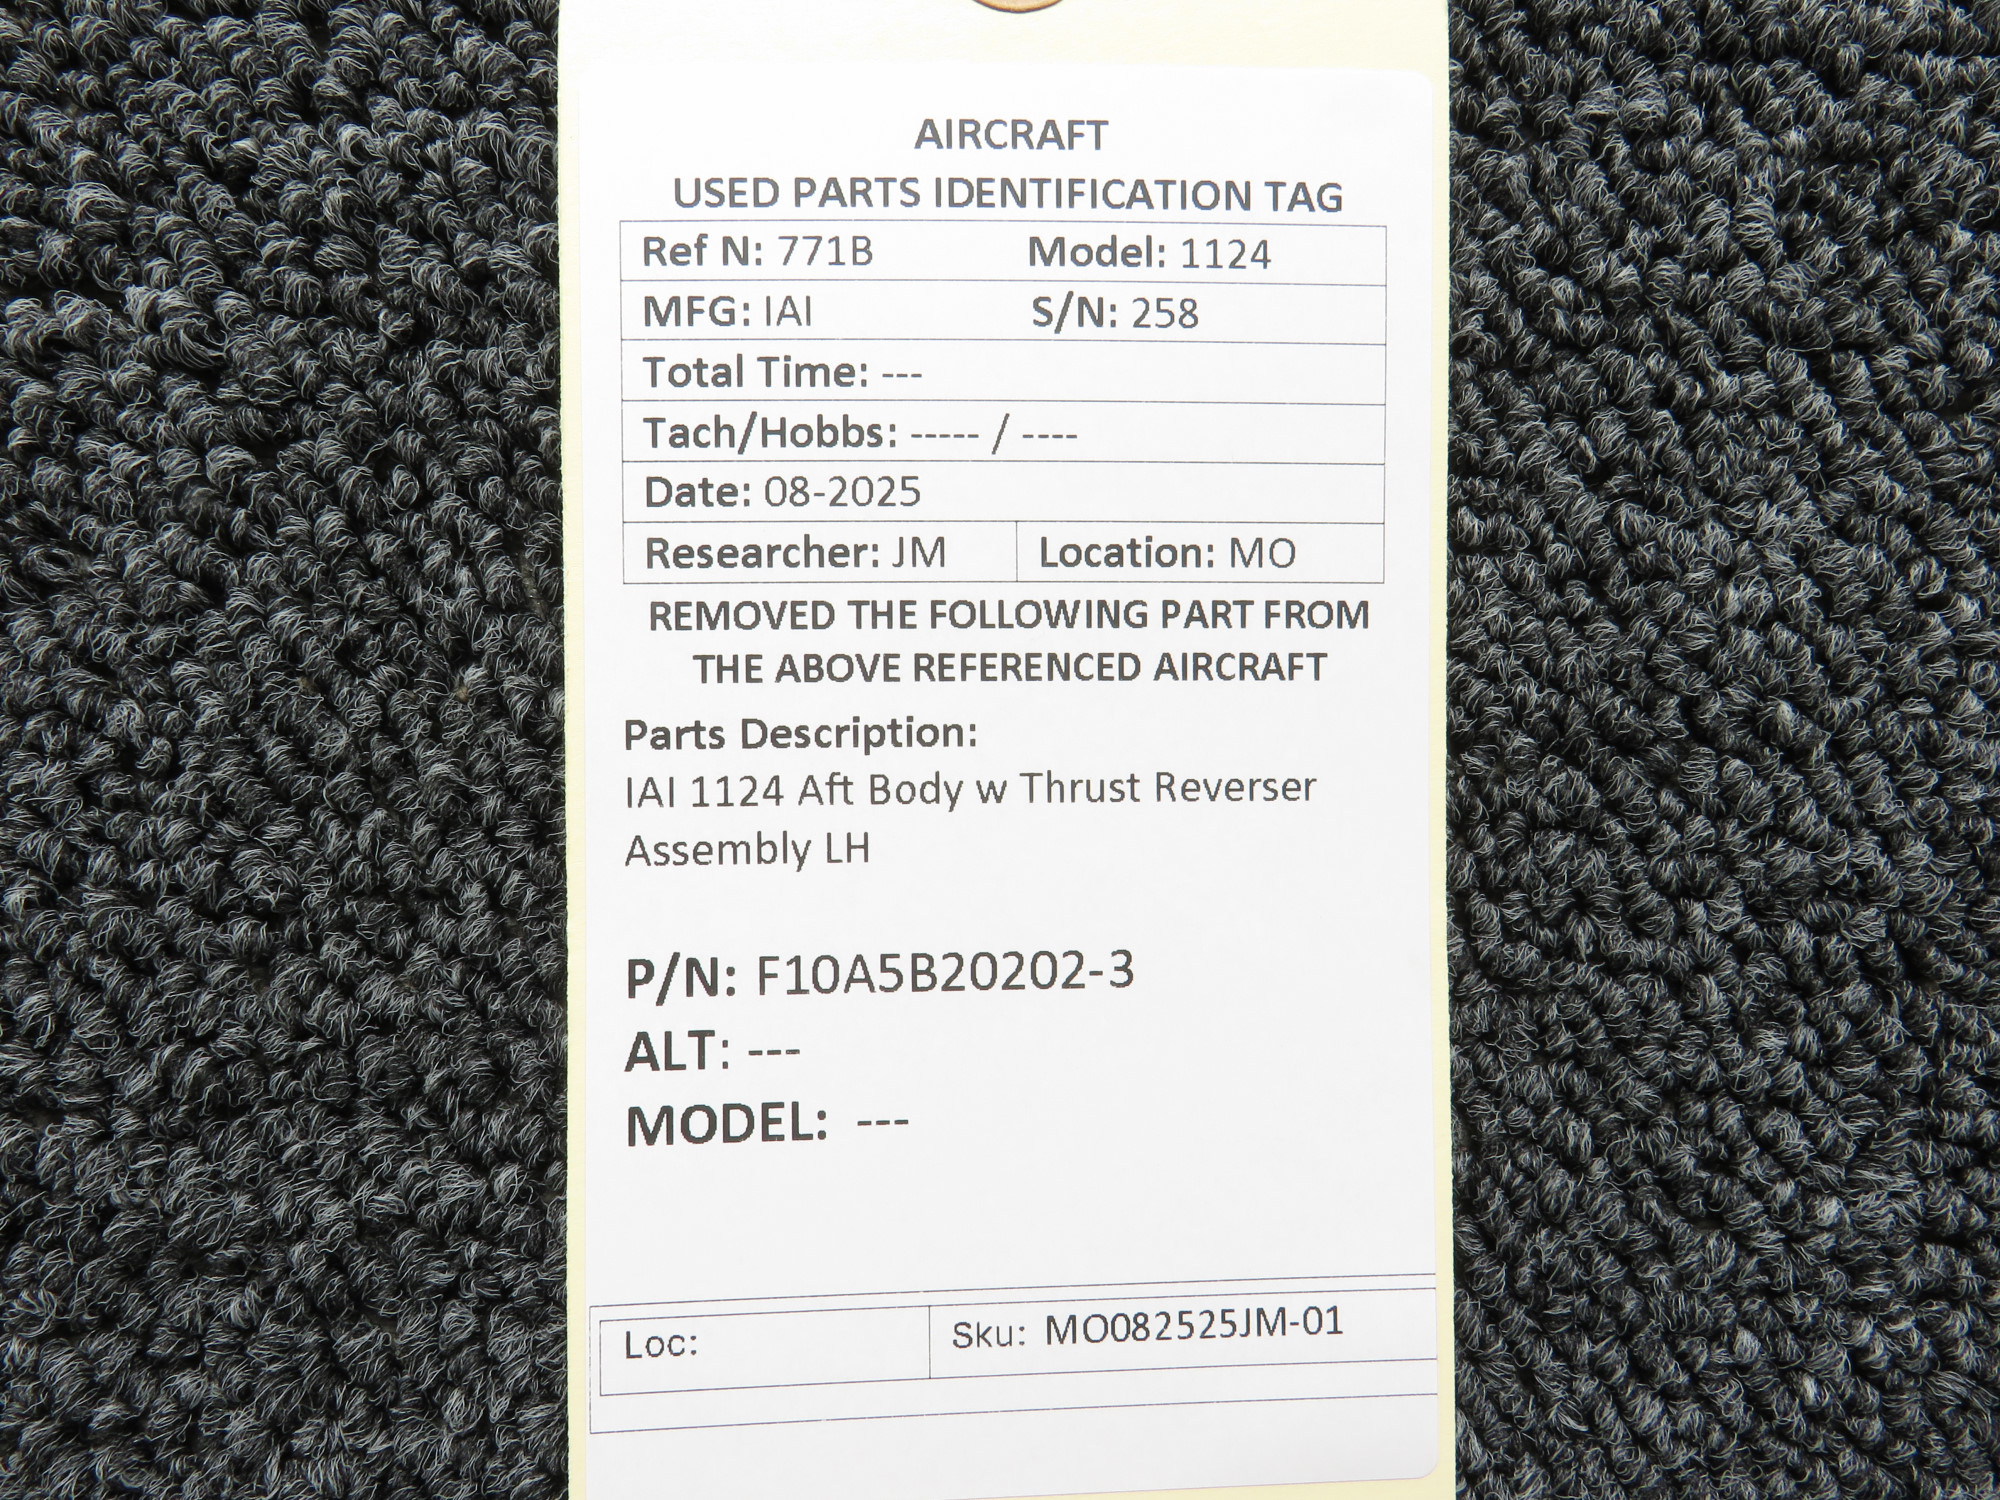 AIRCRAFT
USED PARTS IDENTIFICATION TAG
Ref N: 771B Model: 1124
MFG: IAI S/N: 258
Total Time: ---
Tach/Hobbs: ----- / ----
Date: 08-2025
Researcher: JM Location: MO
REMOVED THE FOLLOWING PART FROM
THE ABOVE REFERENCED AIRCRAFT
Parts Description:
IAI 1124 Aft Body w Thrust Reverser
Assembly LH
P/N: F10A5B20202-3
ALT: ---
MODEL: ---
Loc: Sku: MO082525JM-01